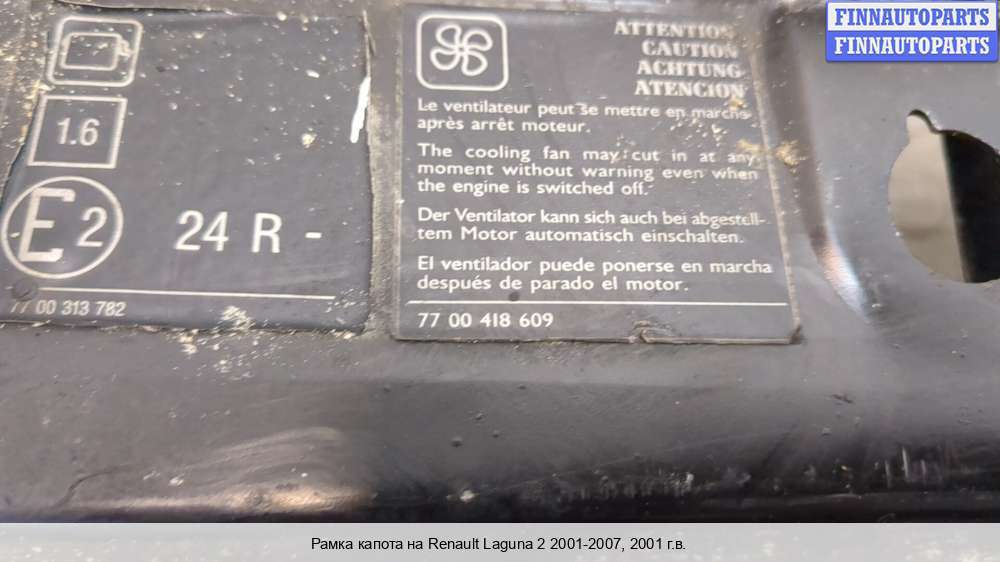 FINNAUTOPARTS
FINNAUTOPARTS
1.6
E2
24 R -
77 00 313 782
ATTENTION
CAUTION
ACHTUNG
ATENCION
Le ventilateur peut se mettre en marche
après arrêt moteur.
The cooling fan may cut in at any
moment without warning even when
the engine is switched off.
Der Ventilator kann sich auch bei abgestell-
tem Motor automatisch einschalten.
El ventilador puede ponerse en marcha
después de parado el motor.
77 00 418 609
Рамка капота на Renault Laguna 2 2001-2007, 2001 г.в.